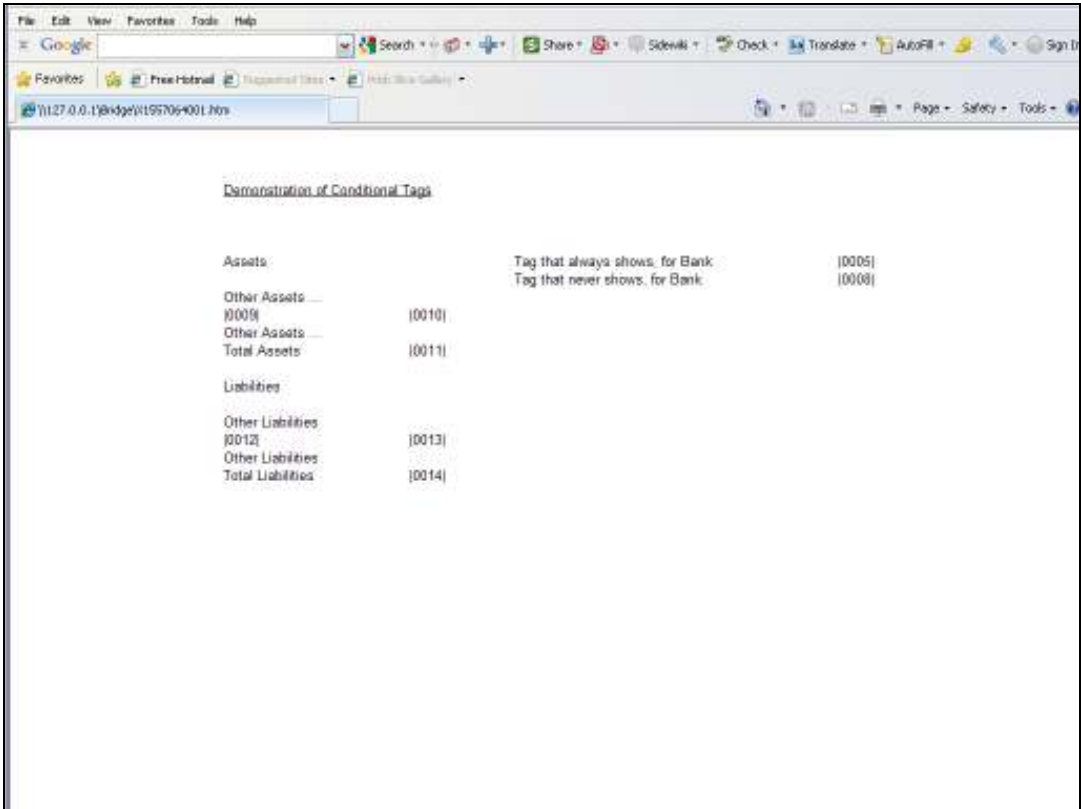 File Edit View Favorites Tools Help
x Google Search Share Sidewiki Check Translate AutoFill Sign In
Favorites Free Hotmail
\\127.0.0.1\Bridge\X1557064001.htm Page Safety Tools
Demonstration of Conditional Tags
Assets Tag that always shows, for Bank |0005|
Tag that never shows, for Bank |0008|
Other Assets ....
|0009| |0010|
Other Assets ....
Total Assets |0011|
Liabilities
Other Liabilities
|0012| |0013|
Other Liabilities
Total Liabilities |0014|